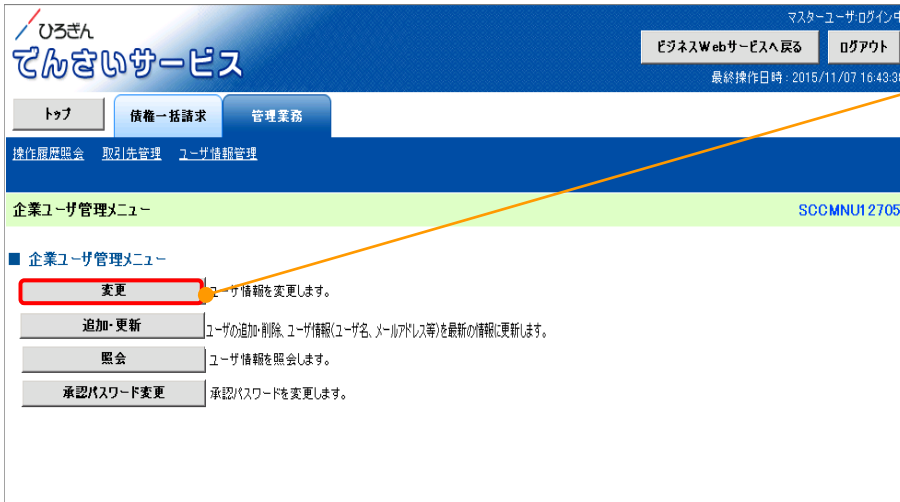 マスターユーザ:ログイン中
ひろぎん
でんさいサービス
ビジネスWebサービスへ戻る ログアウト
最終操作日時:2015/11/07 16:43:38
トップ 債権一括請求 管理業務
操作履歴照会 取引先管理 ユーザ情報管理
企業ユーザ管理メニュー SCCMNU12705
■ 企業ユーザ管理メニュー
変更 ユーザ情報を変更します。
追加・更新 ユーザの追加・削除、ユーザ情報(ユーザ名、メールアドレス等)を最新の情報に更新します。
照会 ユーザ情報を照会します。
承認パスワード変更 承認パスワードを変更します。